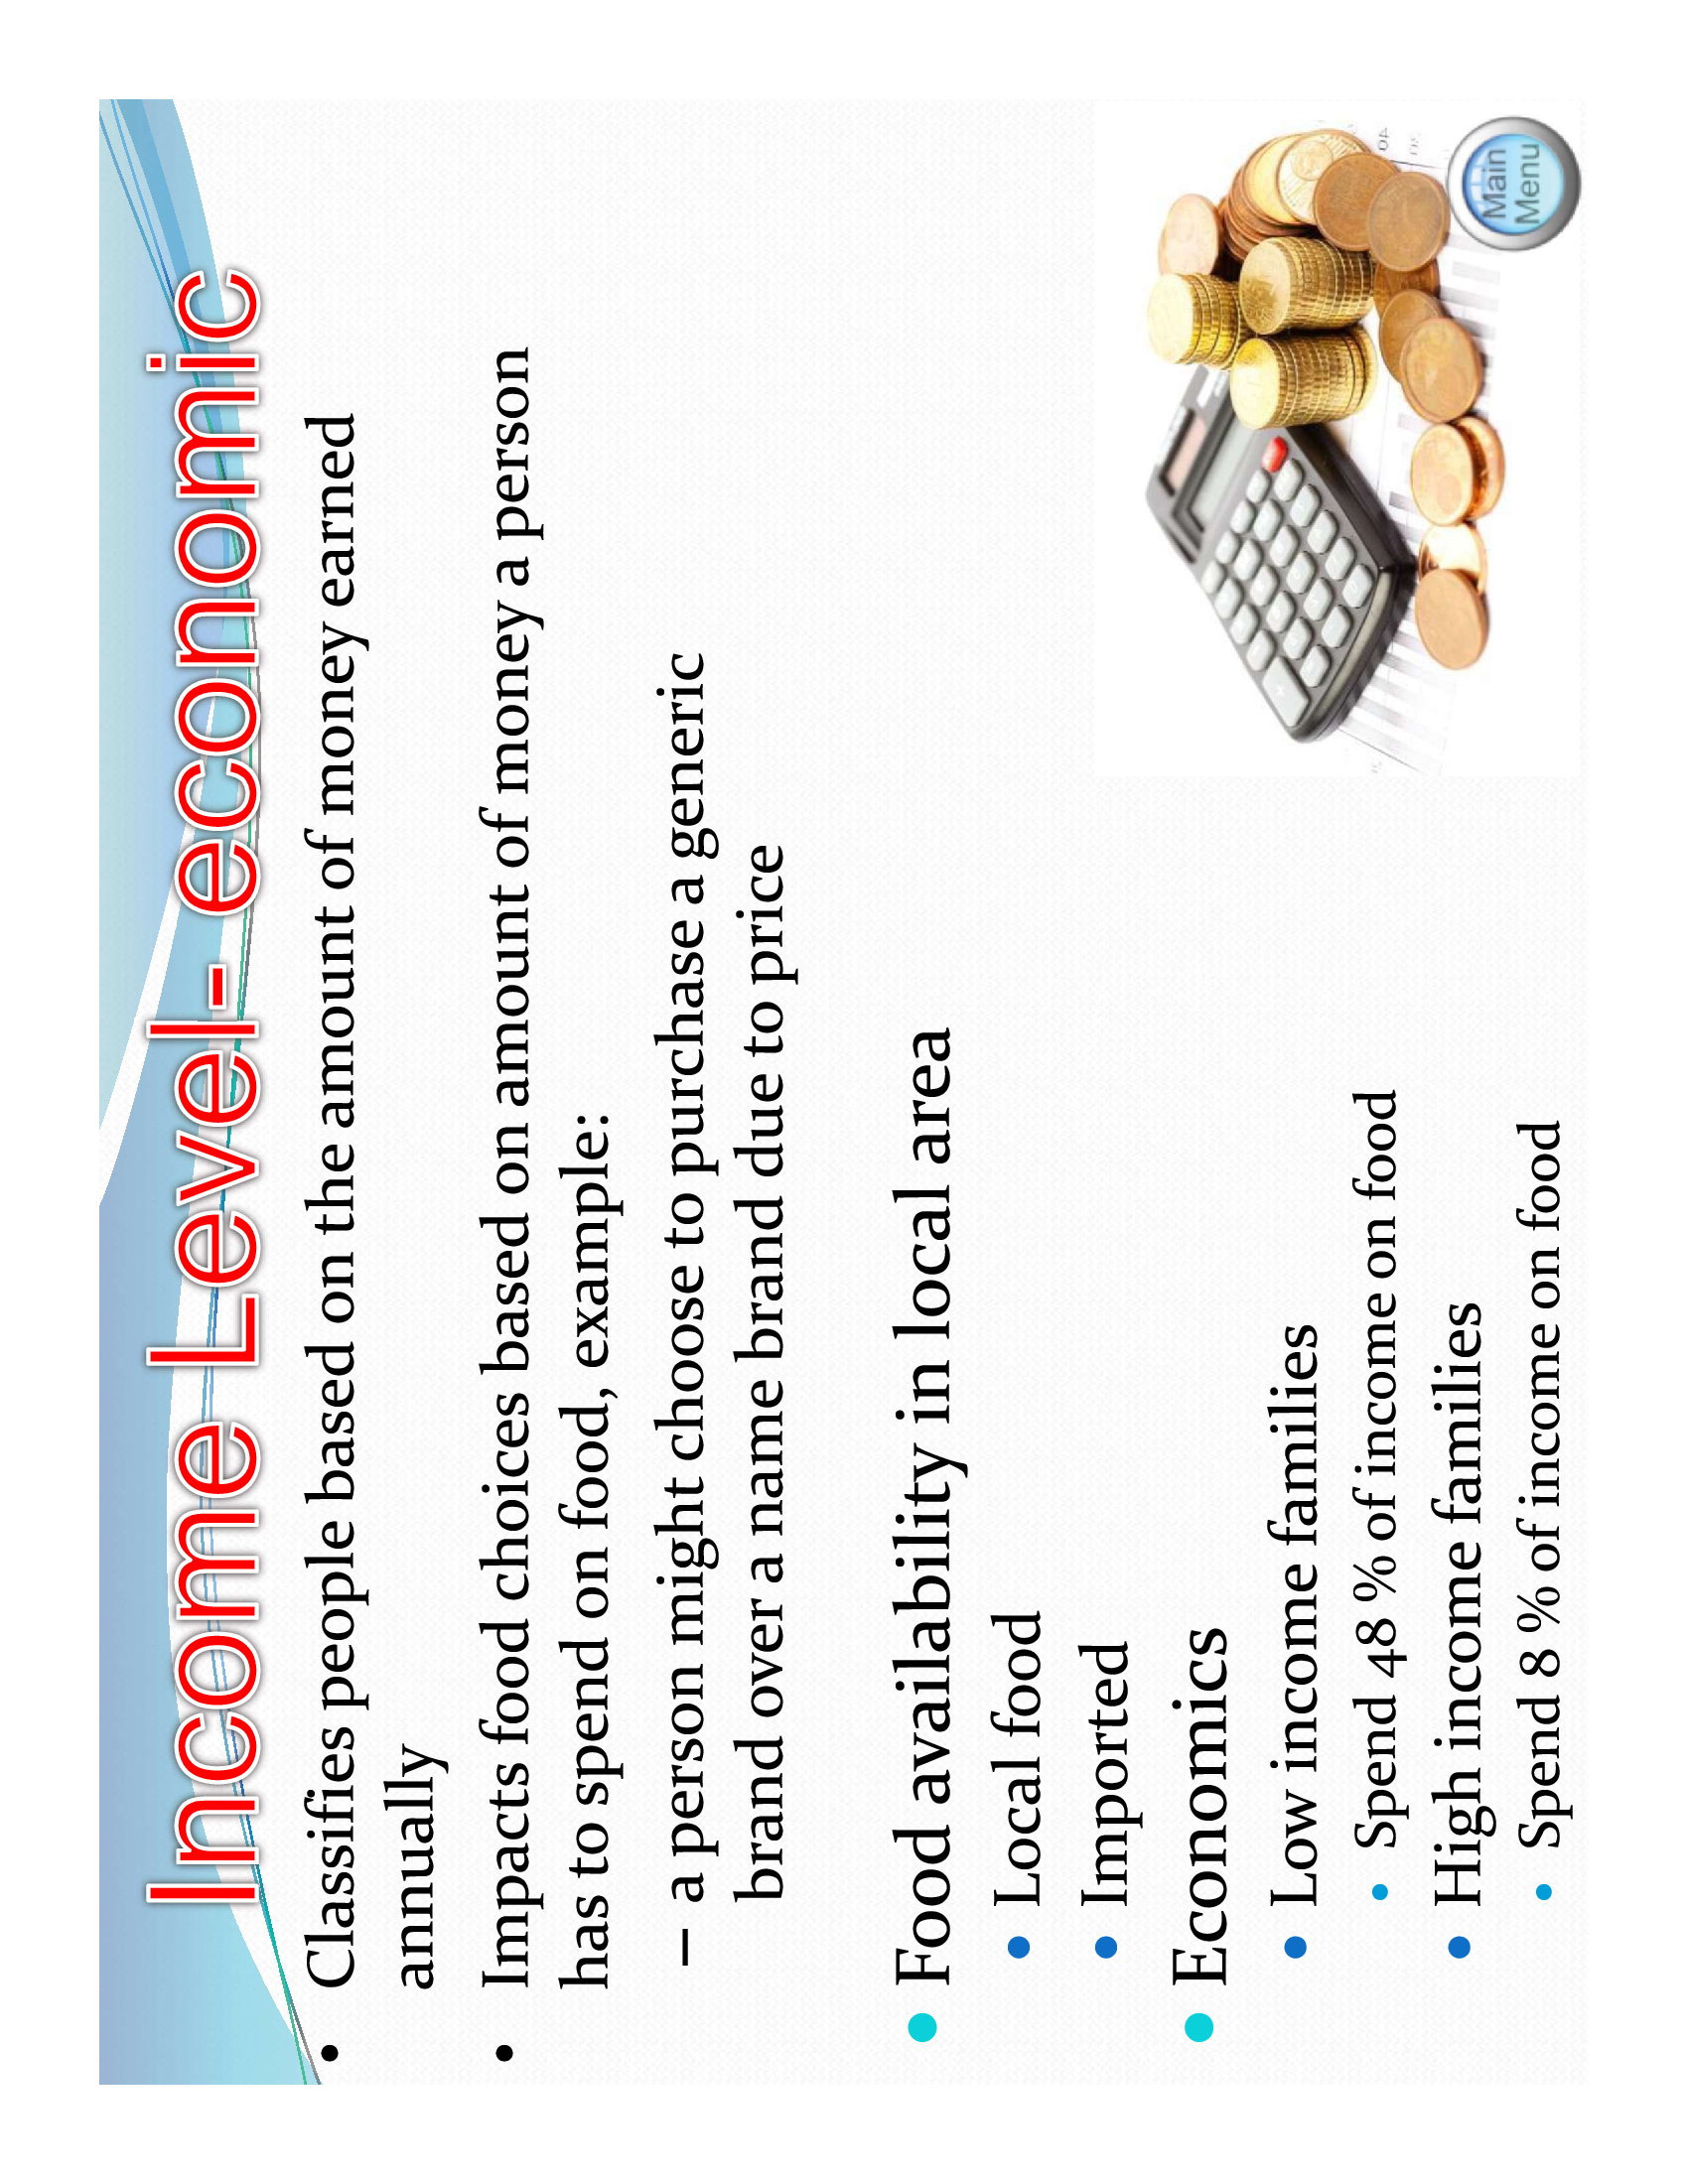 Income Level- economic
• Classifies people based on the amount of money earned
annually
• Impacts food choices based on amount of money a person
has to spend on food, example:
– a person might choose to purchase a generic
brand over a name brand due to price
• Food availability in local area
• Local food
• Imported
• Economics
• Low income families
• Spend 48 % of income on food
• High income families
• Spend 8 % of income on food
Main
Menu